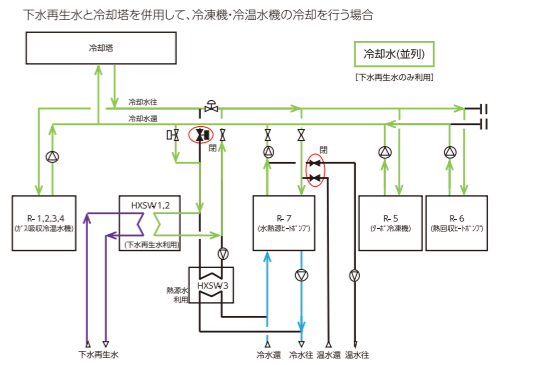 下水再生水と冷却塔を併用して、冷凍機・冷温水機の冷却を行う場合
冷却塔
冷却水(並列)
[下水再生水のみ利用]
冷却水往
冷却水還
閉
閉
R-1,2,3,4
(ガス吸収冷温水機)
HXSW-1,2
(下水再生水利用)
R-7
(水熱源ヒートポンプ)
R-5
(ターボ冷凍機)
R-6
(熱回収ヒートポンプ)
熱源水
利用
HXSW-3
下水再生水
冷水還
冷水往
温水還
温水往